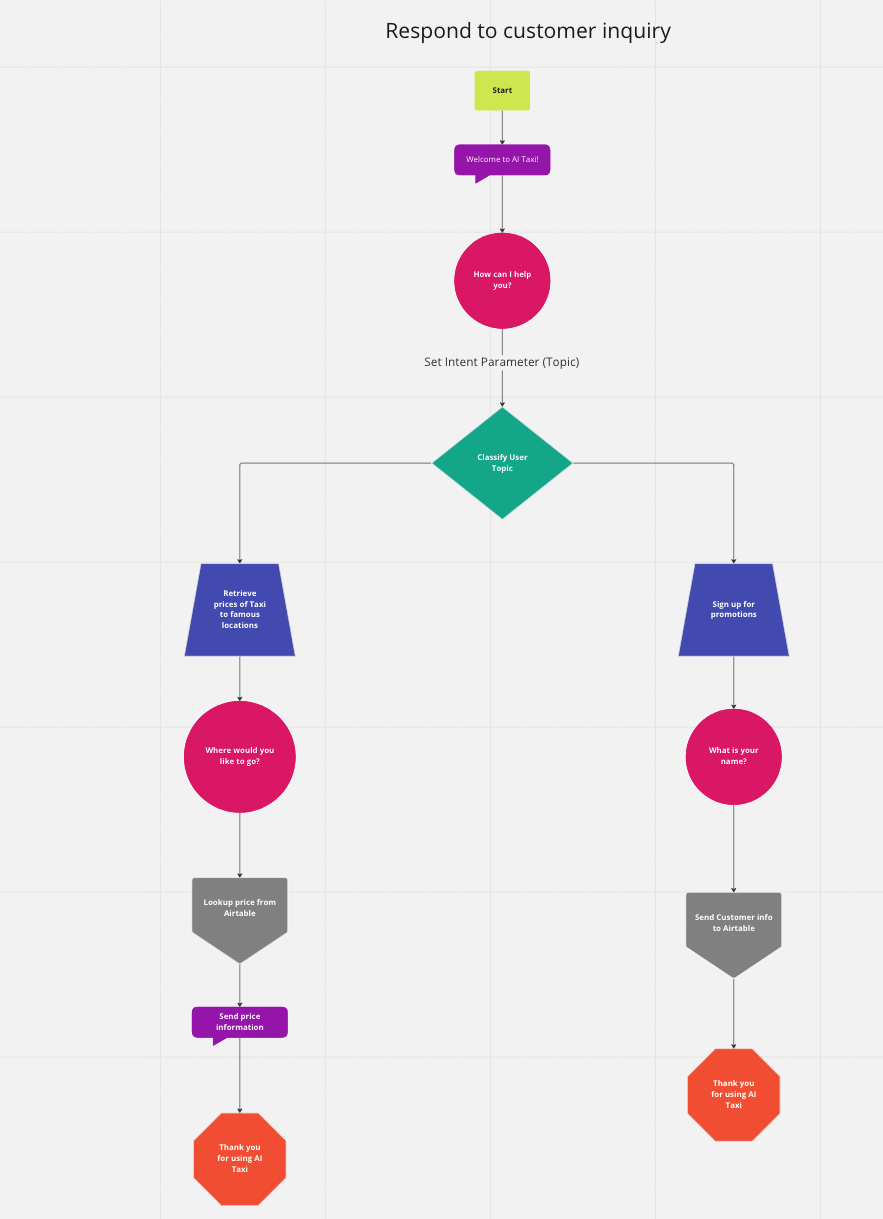 Respond to customer inquiry
Start
Welcome to AI Taxi!
How can I help
you?
Set Intent Parameter (Topic)
Classify User
Topic
Retrieve
prices of Taxi
to famous
locations
Sign up for
promotions
Where would you
like to go?
What is your
name?
Lookup price from
Airtable
Send Customer info
to Airtable
Send price
information
Thank you
for using AI
Taxi
Thank you
for using AI
Taxi